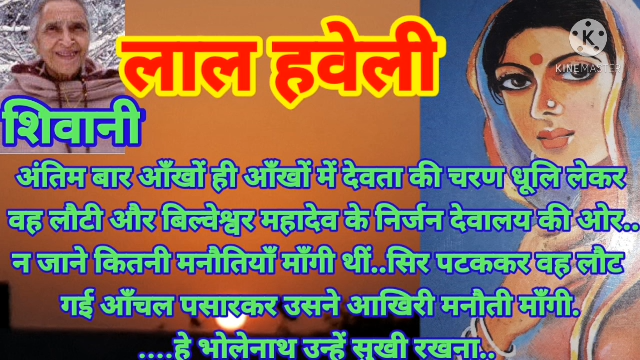 लाल हवेली
KINEMASTER
शिवानी
अंतिम बार आँखों ही आँखों में देवता की चरण धूलि लेकर
वह लौटी और बिल्वेश्वर महादेव के निर्जन देवालय की ओर..
न जाने कितनी मनौतियाँ माँगी थीं..सिर पटककर वह लौट
गई आँचल पसारकर उसने आखिरी मनौती माँगी.
....हे भोलेनाथ उन्हें सुखी रखना..